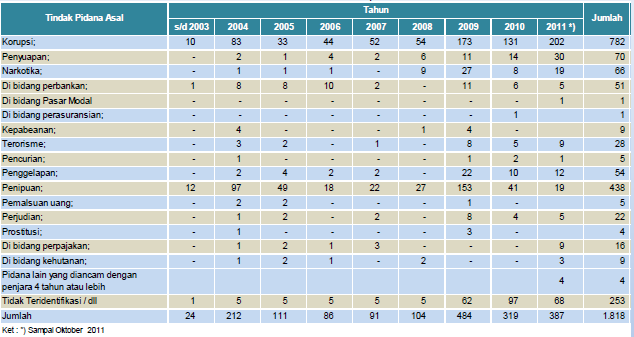 Tindak Pidana Asal Tahun Jumlah
s/d 2003 2004 2005 2006 2007 2008 2009 2010 2011 *)
Korupsi; 10 83 33 44 52 54 173 131 202 782
Penyuapan; - 2 1 4 2 6 11 14 30 70
Narkotika; - 1 1 1 - 9 27 8 19 66
Di bidang perbankan; 1 8 8 10 2 - 11 6 5 51
Di bidang Pasar Modal - - - - - - - - 1 1
Di bidang perasuransian; - - - - - - - 1 1
Kepabeanan; - 4 - - - 1 4 - 9
Terorisme; - 3 2 - 1 - 8 5 9 28
Pencurian; - 1 - - - - 1 2 1 5
Penggelapan; - 2 4 2 2 - 22 10 12 54
Penipuan; 12 97 49 18 22 27 153 41 19 438
Pemalsuan uang; - 2 2 - - - 1 - - 5
Perjudian; - 1 2 - 2 - 8 4 5 22
Prostitusi; - 1 - - - - 3 - - 4
Di bidang perpajakan; - 1 2 1 3 - - - 9 16
Di bidang kehutanan; - 1 2 1 - 2 - - 3 9
Pidana lain yang diancam dengan
penjara 4 tahun atau lebih 4 4
Tidak Teridentifikasi / dll 1 5 5 5 5 5 62 97 68 253
Jumlah 24 212 111 86 91 104 484 319 387 1.818
Ket : *) Sampai Oktober 2011